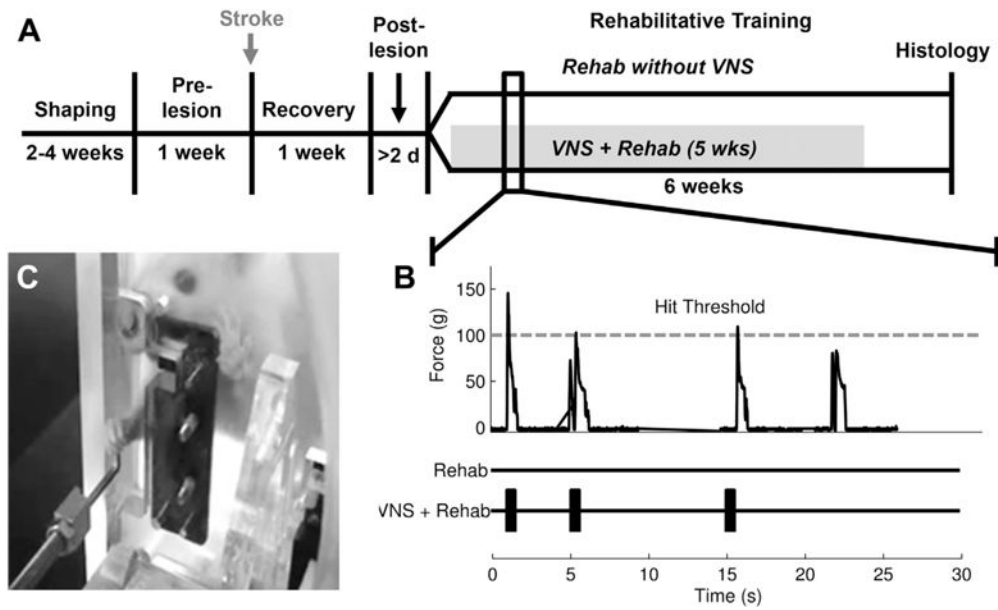 A
Stroke
Post-
lesion
Rehabilitative Training
Histology
Shaping
Pre-
lesion
Recovery
Rehab without VNS
2-4 weeks
1 week
1 week
>2 d
VNS + Rehab (5 wks)
6 weeks
C
B
Hit Threshold
Force (g)
150
100
50
0
Rehab
VNS + Rehab
0 5 10 15 20 25 30
Time (s)